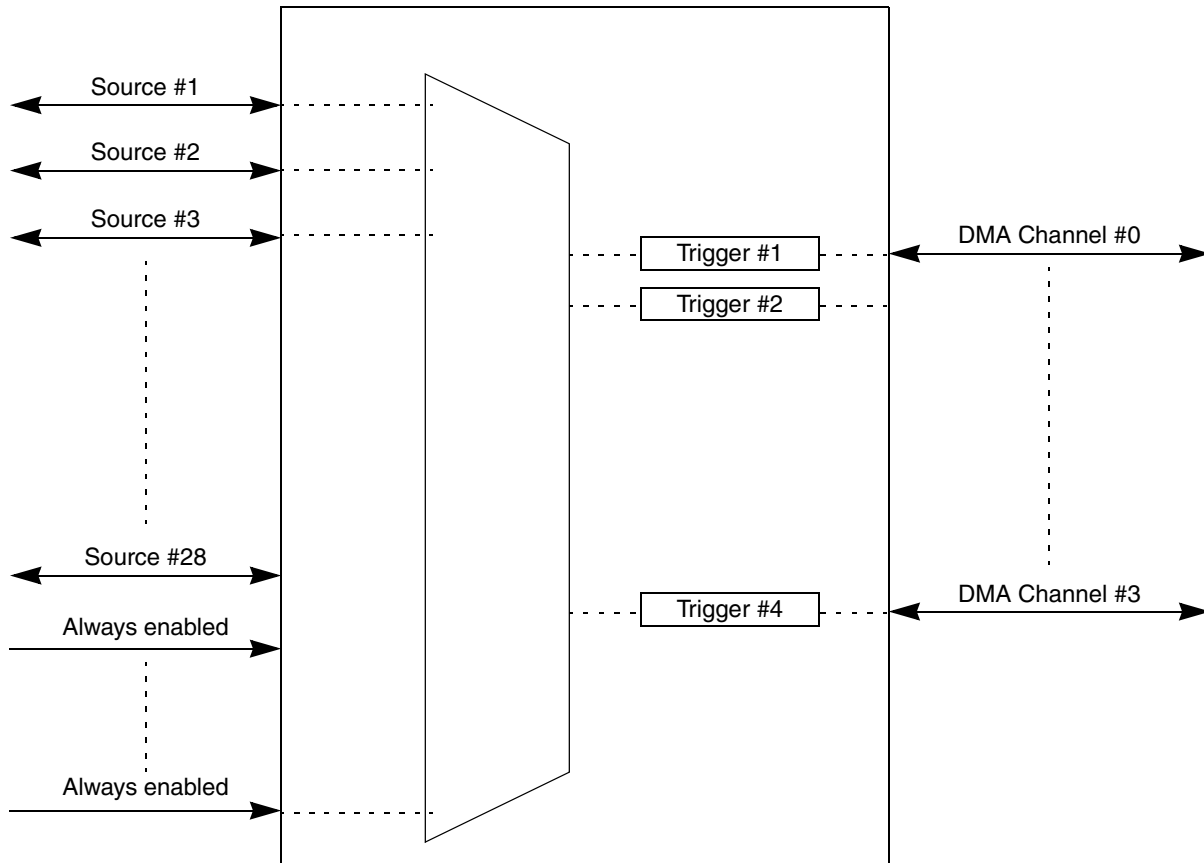 Source #1
Source #2
Source #3
Trigger #1
DMA Channel #0
Trigger #2
Source #28
Trigger #4
DMA Channel #3
Always enabled
Always enabled